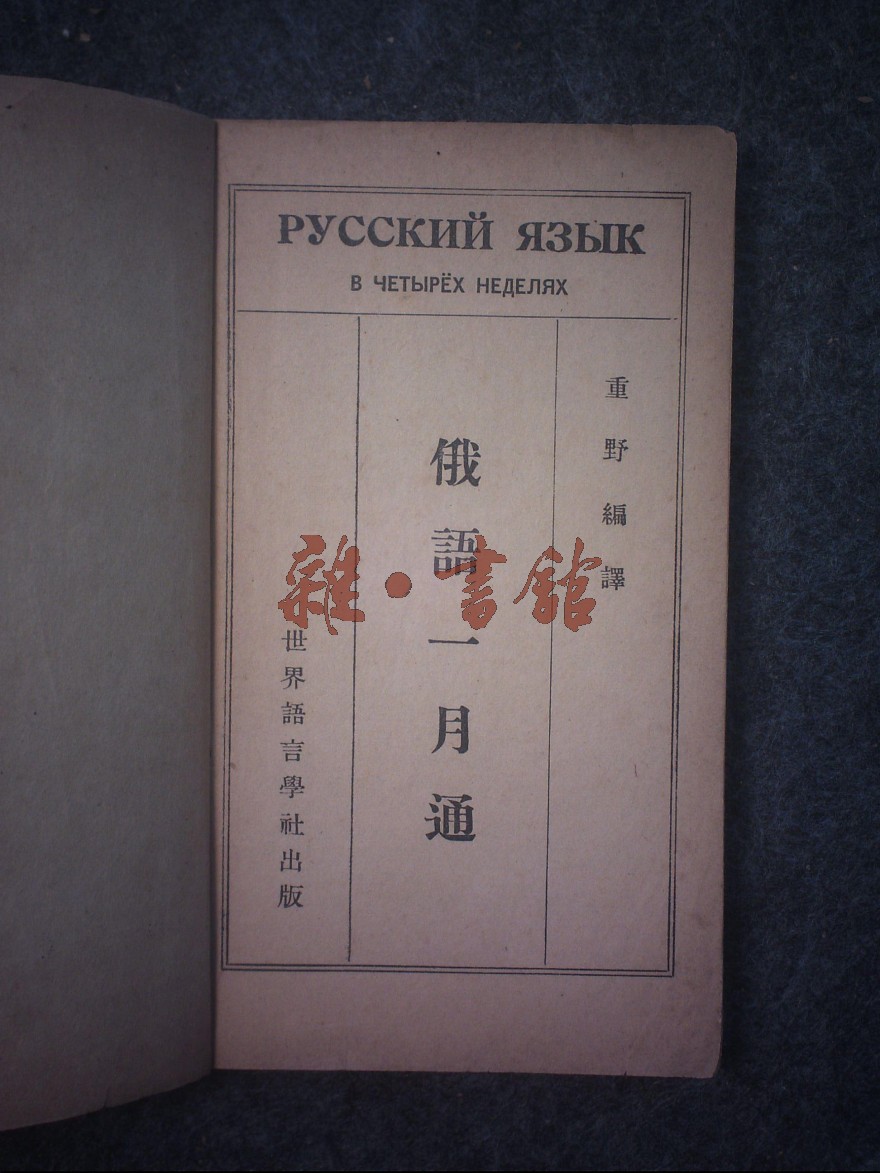 РУССКИЙ ЯЗЫК
В ЧЕТЫРЁХ НЕДЕЛЯХ
重野編譯
俄語一月通
世界語言學社出版
雜·書館